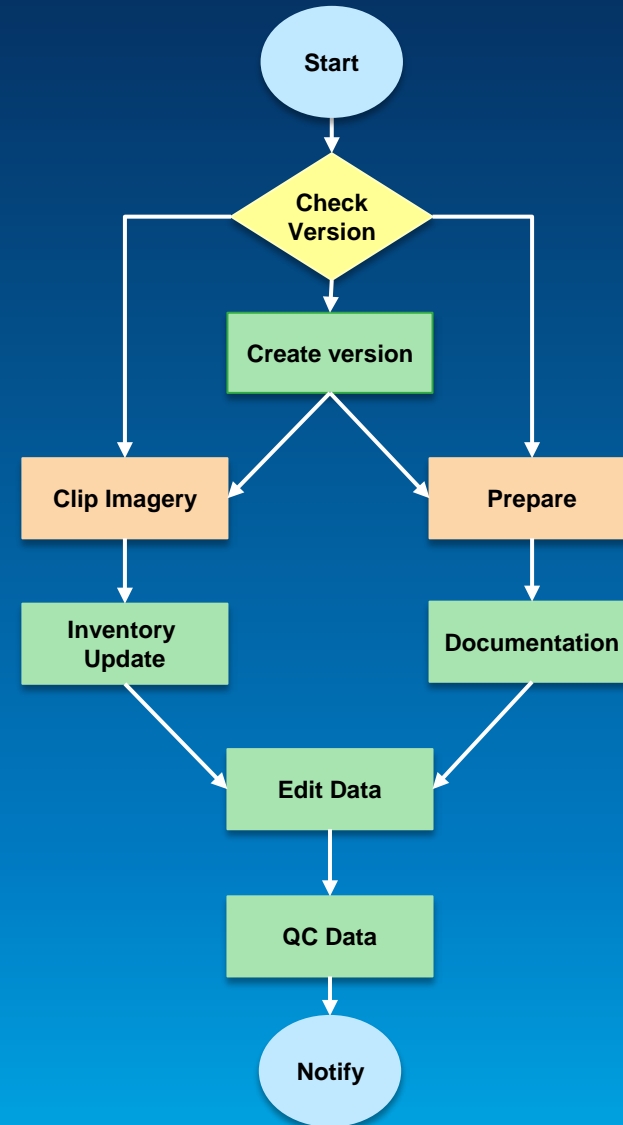 Start
Check
Version
Create version
Clip Imagery
Prepare
Inventory
Update
Documentation
Edit Data
QC Data
Notify